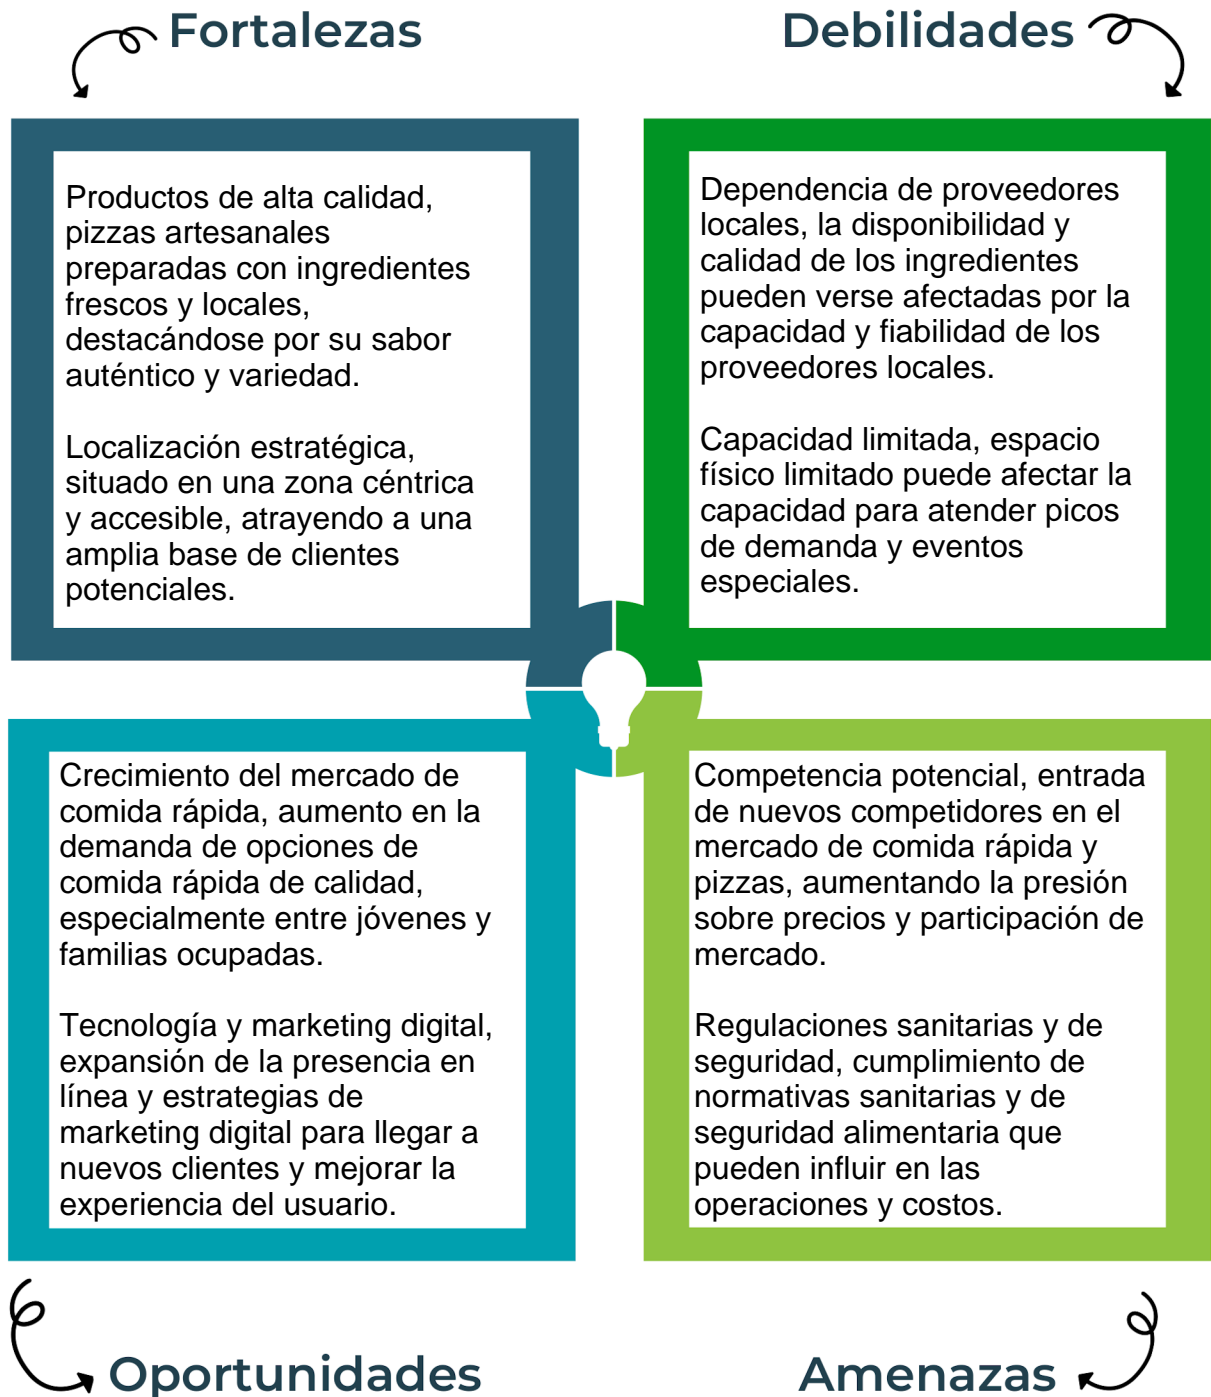 Fortalezas
Productos de alta calidad,
pizzas artesanales
preparadas con ingredientes
frescos y locales,
destacándose por su sabor
auténtico y variedad.
Localización estratégica,
situado en una zona céntrica
y accesible, atrayendo a una
amplia base de clientes
potenciales.
Debilidades
Dependencia de proveedores
locales, la disponibilidad y
calidad de los ingredientes
pueden verse afectadas por la
capacidad y fiabilidad de los
proveedores locales.
Capacidad limitada, espacio
físico limitado puede afectar la
capacidad para atender picos
de demanda y eventos
especiales.
Crecimiento del mercado de
comida rápida, aumento en la
demanda de opciones de
comida rápida de calidad,
especialmente entre jóvenes y
familias ocupadas.
Tecnología y marketing digital,
expansión de la presencia en
línea y estrategias de
marketing digital para llegar a
nuevos clientes y mejorar la
experiencia del usuario.
Oportunidades
Competencia potencial, entrada
de nuevos competidores en el
mercado de comida rápida y
pizzas, aumentando la presión
sobre precios y participación de
mercado.
Regulaciones sanitarias y de
seguridad, cumplimiento de
normativas sanitarias y de
seguridad alimentaria que
pueden influir en las
operaciones y costos.
Amenazas